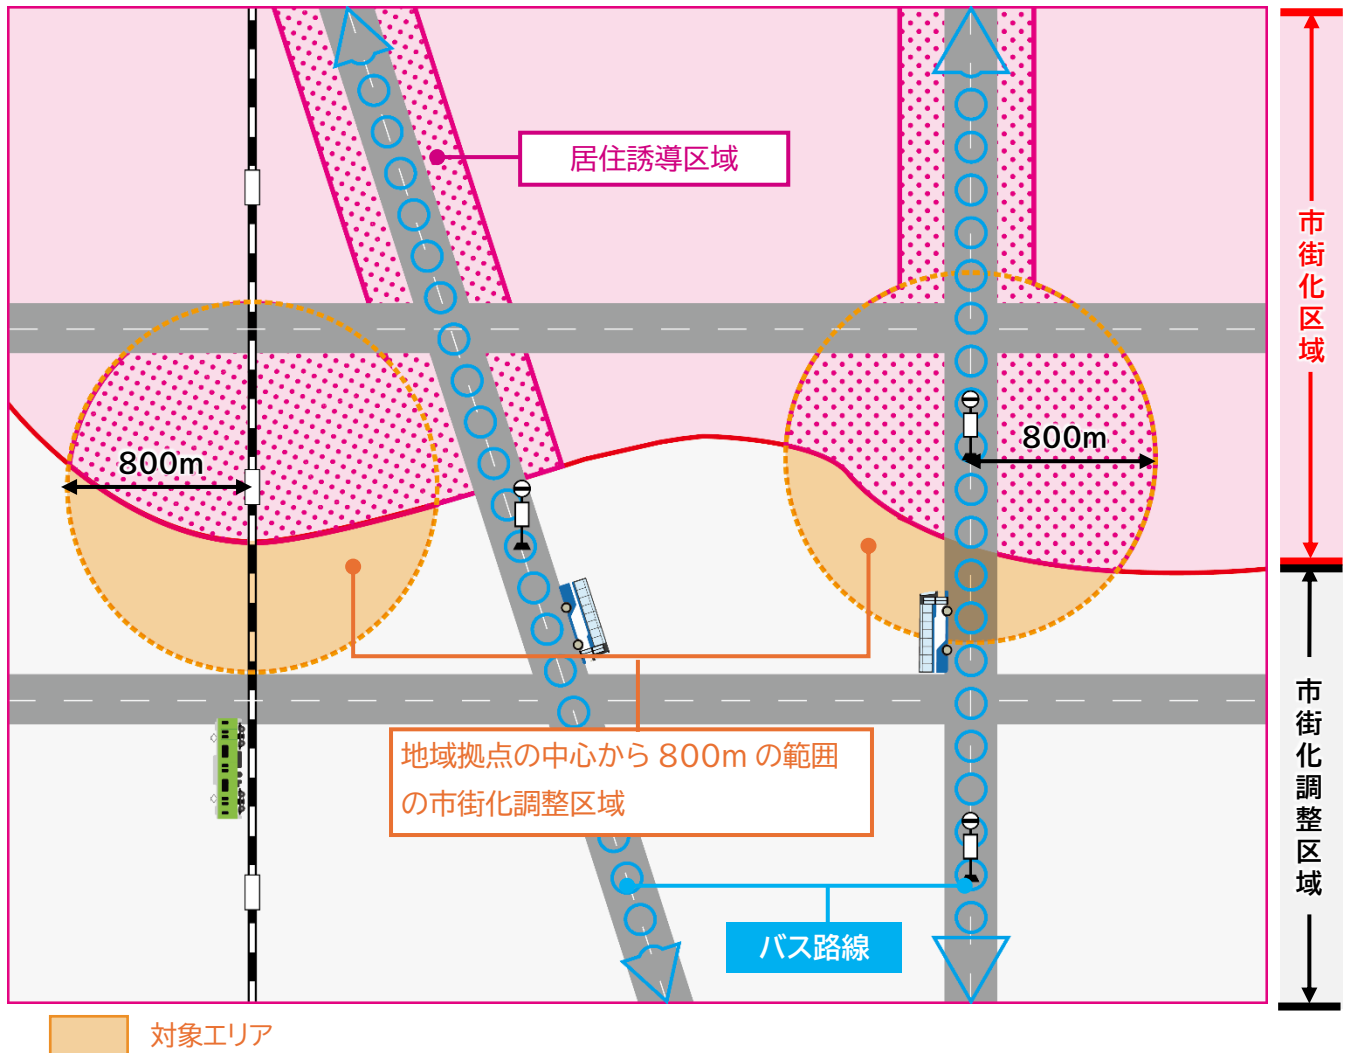 居住誘導区域
市街化区域
800m
800m
地域拠点の中心から 800m の範囲
の市街化調整区域
市街化調整区域
バス路線
対象エリア